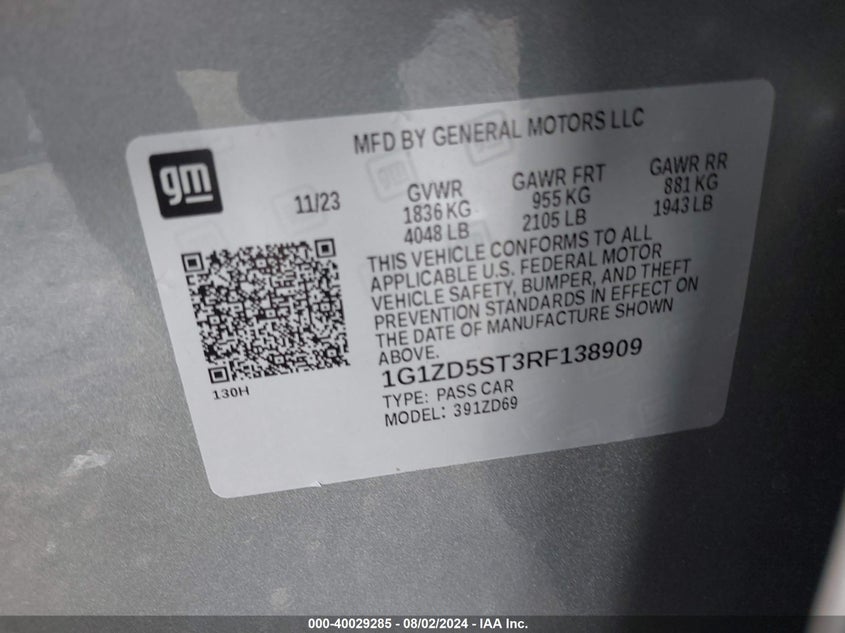 MFD BY GENERAL MOTORS LLC
gm
11/23
GVWR
1836 KG
4048 LB
GAWR FRT
955 KG
2105 LB
GAWR RR
881 KG
1943 LB
THIS VEHICLE CONFORMS TO ALL
APPLICABLE U.S. FEDERAL MOTOR
VEHICLE SAFETY, BUMPER, AND THEFT
PREVENTION STANDARDS IN EFFECT ON
THE DATE OF MANUFACTURE SHOWN
ABOVE.
1G1ZD5ST3RF138909
TYPE: PASS CAR
MODEL: 391ZD69
130H
000-40029285 - 08/02/2024 - IAA Inc.